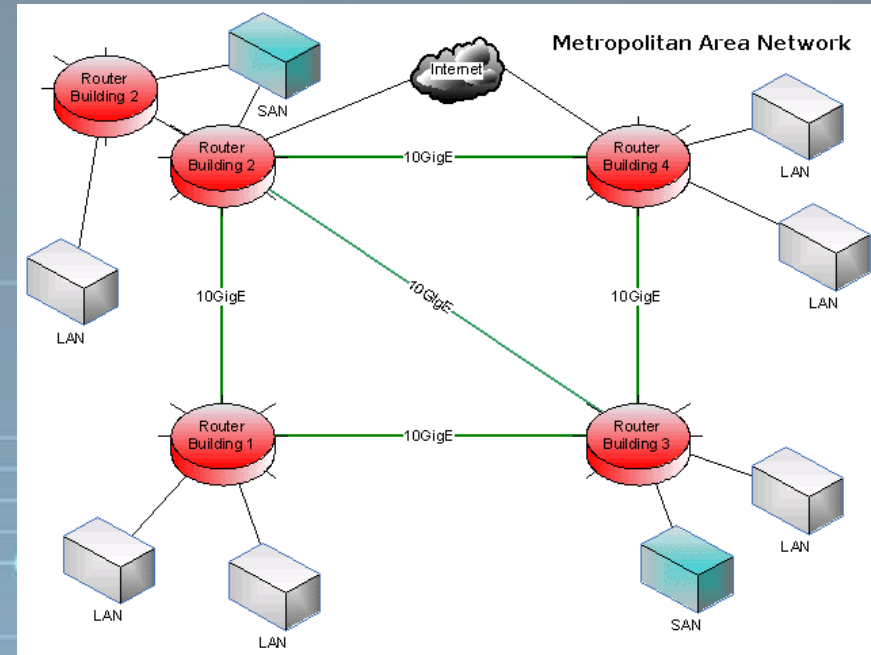 Metropolitan Area Network
Internet
Router
Building 2
SAN
Router
Building 2
10GigE
Router
Building 4
LAN
LAN
LAN
10GigE
10GigE
10GigE
Router
Building 1
10GigE
Router
Building 3
LAN
LAN
LAN
SAN